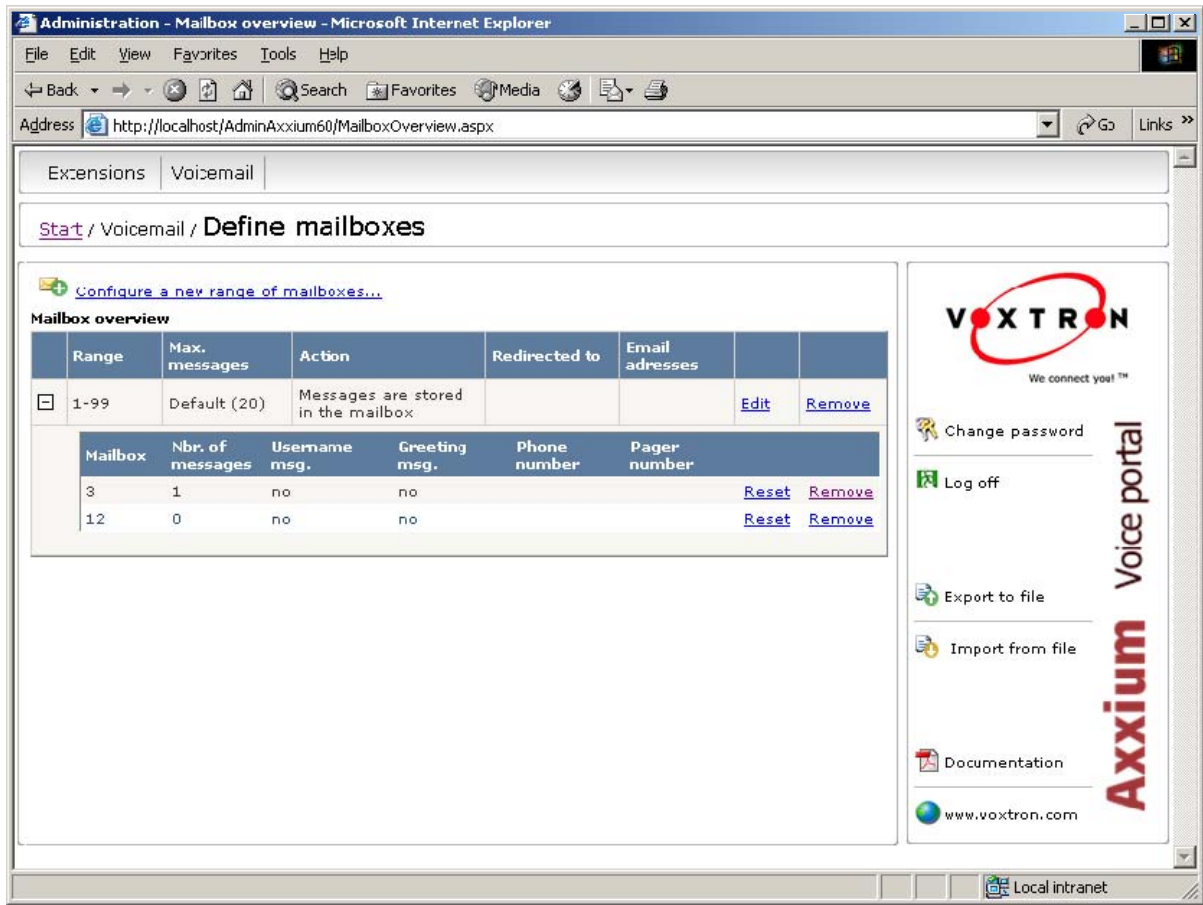 Administration - Mailbox overview - Microsoft Internet Explorer
File Edit View Favorites Tools Help
Back Search Favorites Media
Address http://localhost/AdminAxxium60/MailboxOverview.aspx Go Links »
Extensions Voicemail
Start / Voicemail / Define mailboxes
Configure a new range of mailboxes...
Mailbox overview
Range Max. messages Action Redirected to Email adresses
1-99 Default (20) Messages are stored in the mailbox Edit Remove
Mailbox Nbr. of messages Username msg. Greeting msg. Phone number Pager number
3 1 no no Reset Remove
12 0 no no Reset Remove
VOXTRON
We connect you! ™
Change password
Log off
Export to file
Import from file
Documentation
www.voxtron.com
Axxium Voice portal
Local intranet